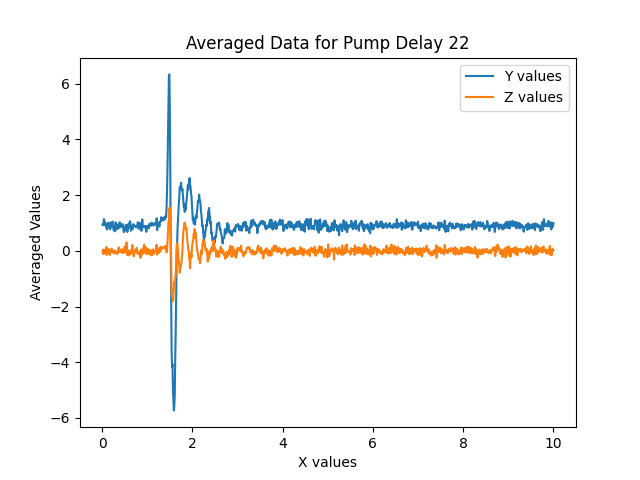 Averaged Data for Pump Delay 22
Y values
Z values
6
4
2
0
−2
−4
−6
Averaged Values
0 2 4 6 8 10
X values